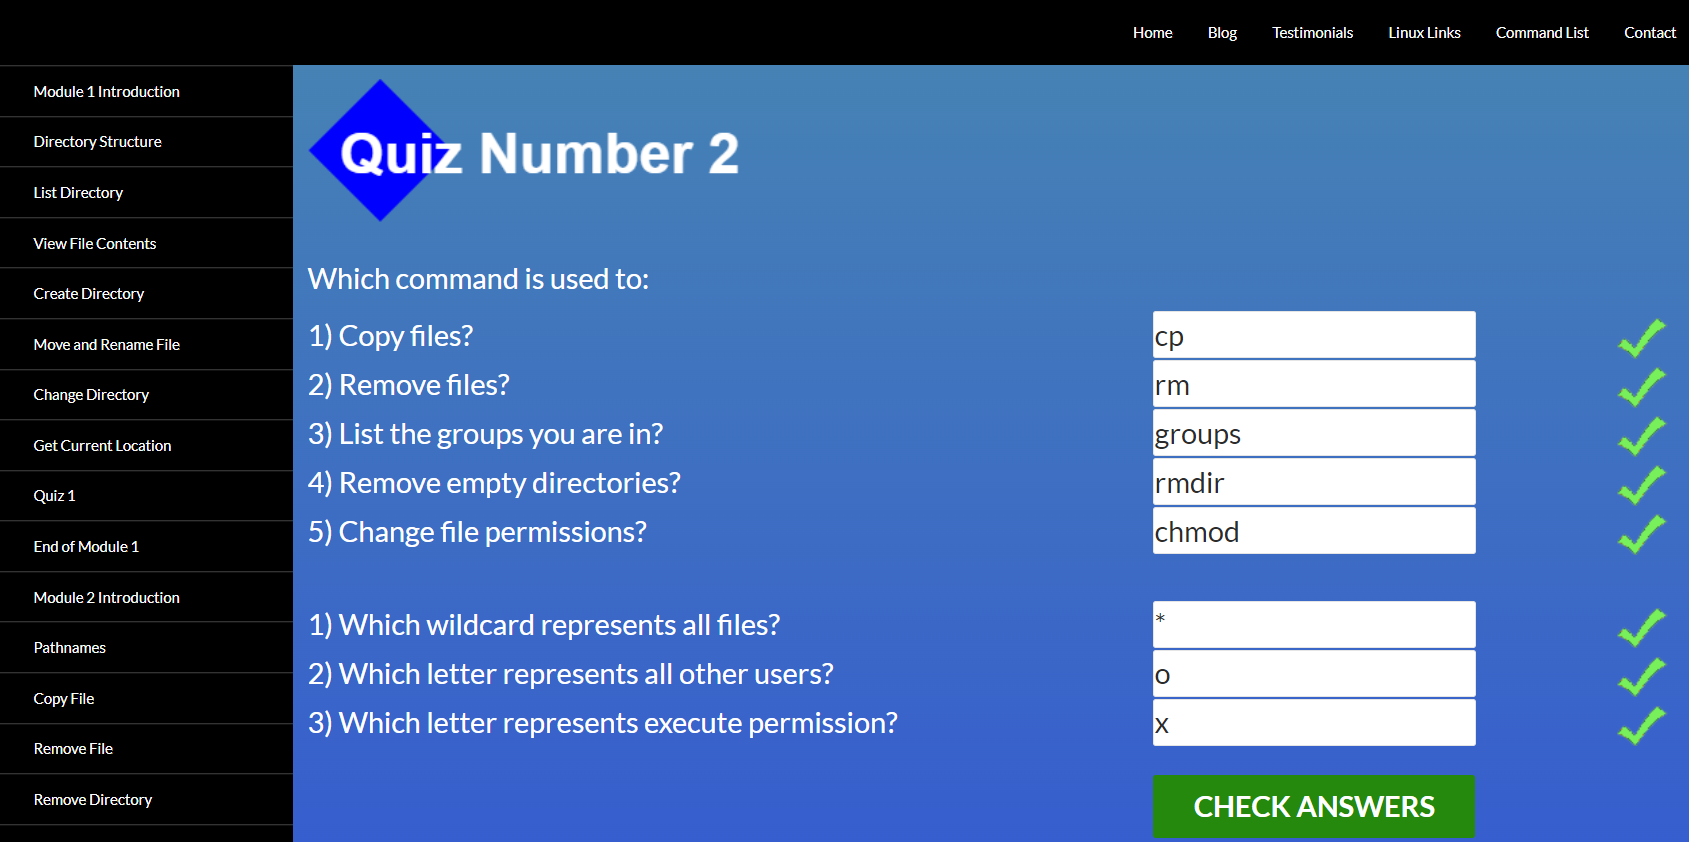 Home Blog Testimonials Linux Links Command List Contact
Module 1 Introduction
Directory Structure
List Directory
View File Contents
Create Directory
Move and Rename File
Change Directory
Get Current Location
Quiz 1
End of Module 1
Module 2 Introduction
Pathnames
Copy File
Remove File
Remove Directory
Quiz Number 2
Which command is used to:
1) Copy files? cp
2) Remove files? rm
3) List the groups you are in? groups
4) Remove empty directories? rmdir
5) Change file permissions? chmod
1) Which wildcard represents all files? *
2) Which letter represents all other users? o
3) Which letter represents execute permission? x
CHECK ANSWERS